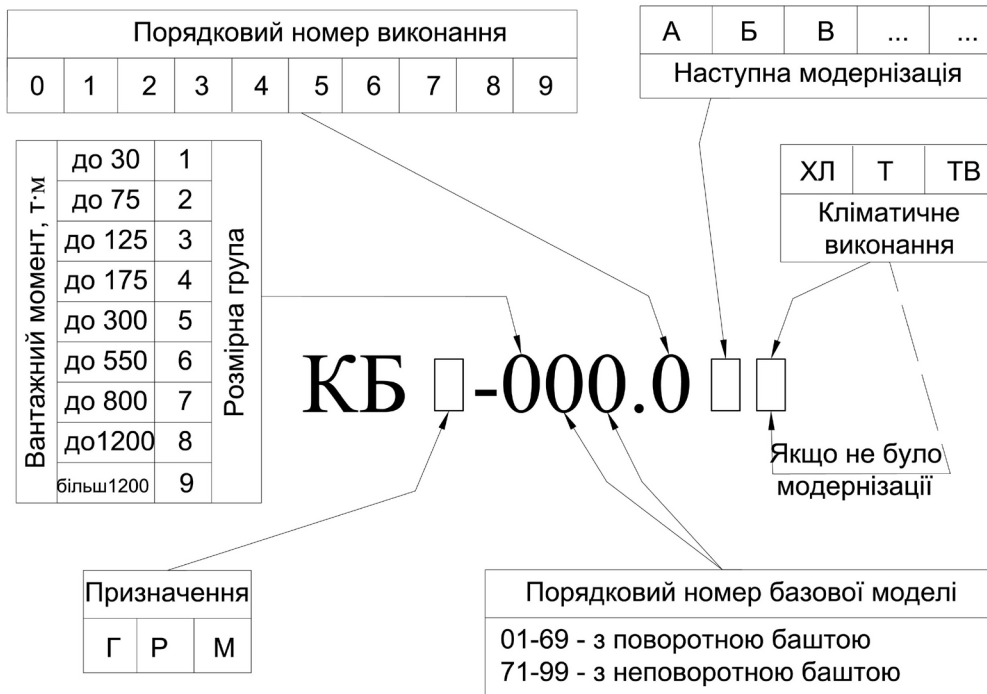 Порядковий номер виконання
0 1 2 3 4 5 6 7 8 9
А Б В ... ...
Наступна модернізація
ХЛ Т ТВ
Кліматичне
виконання
Вантажний момент, т·м
до 30 1
до 75 2
до 125 3
до 175 4
до 300 5
до 550 6
до 800 7
до1200 8
більш1200 9
Розмірна група
КБ -000.0
Якщо не було
модернізації
Призначення
Г Р М
Порядковий номер базової моделі
01-69 - з поворотною баштою
71-99 - з неповоротною баштою